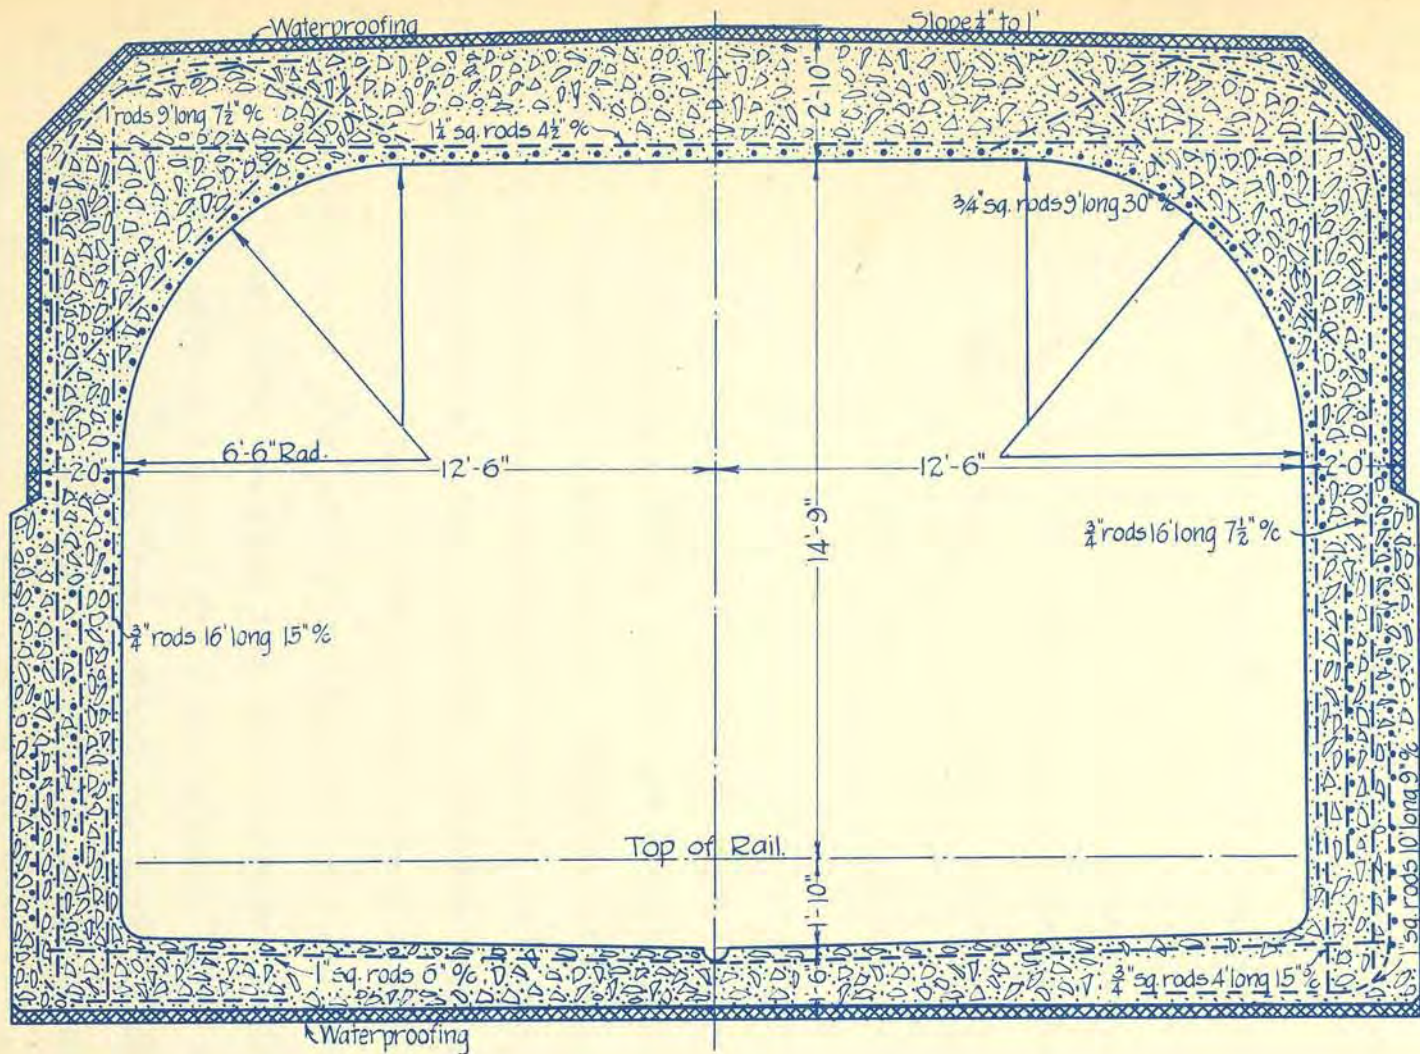 Waterproofing
Slope ¼" to 1'
2'-10"
1" rods 9' long 7½" %c
1¼" sq. rods 4½" %c
¾" sq. rods 9' long 30" %c
6'-6" Rad.
2'-0"
12'-6"
12'-6"
2'-0"
14'-9"
¾" rods 16' long 7½" %c
¾" rods 16' long 15" %c
Top of Rail.
1'-10"
1" sq. rods 10' long 9" %c
1" sq. rods 6" %c
¾" sq. rods 4' long 15" %c
Waterproofing